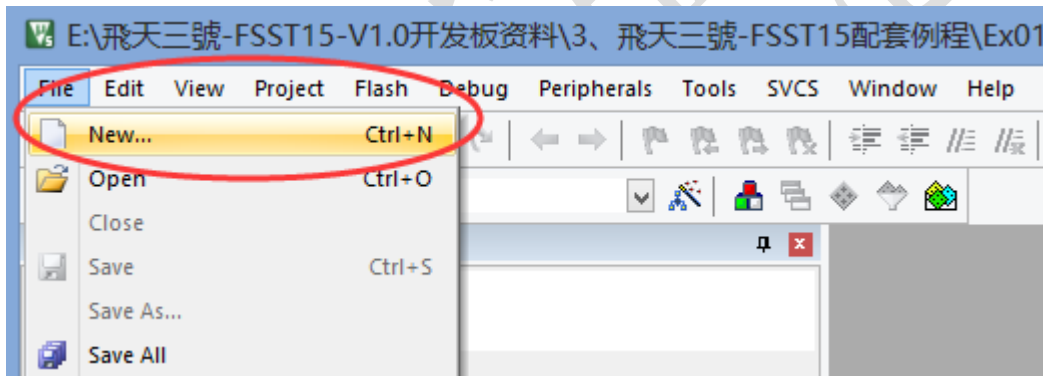 E:\飛天三號-FSST15-V1.0开发板资料\3、飛天三號-FSST15配套例程\Ex01
File Edit View Project Flash Debug Peripherals Tools SVCS Window Help
New... Ctrl+N
Open Ctrl+O
Close
Save Ctrl+S
Save As...
Save All